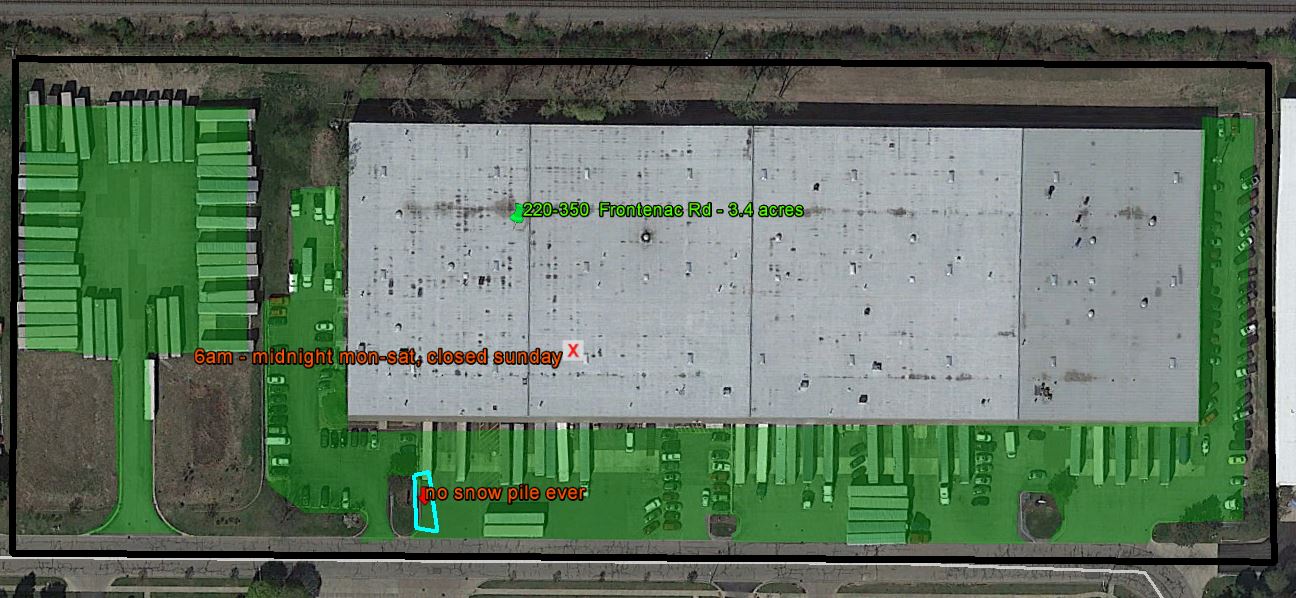 220-350 Frontenac Rd - 3.4 acres
6am - midnight mon-sat, closed sunday X
no snow pile ever